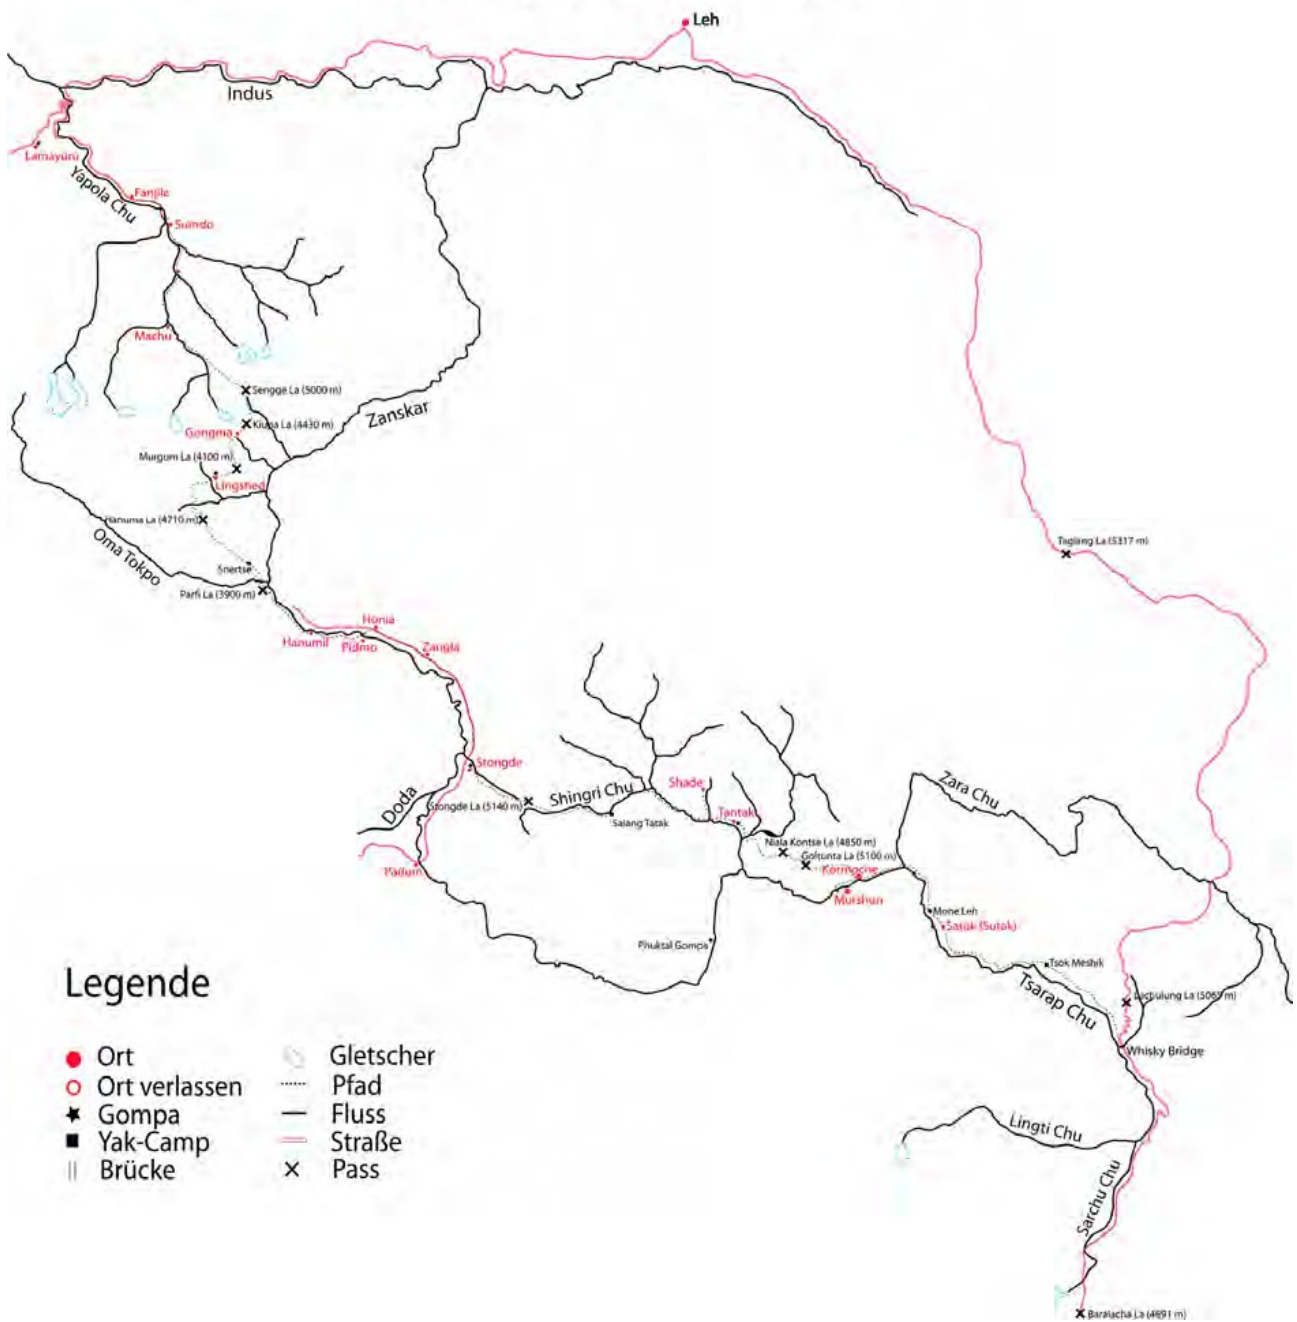 Leh
Indus
Lamayuru
Yapola Chu
Fanjile
Sumdo
Machu
Sengge La (5000 m)
Kiupa La (4430 m)
Zanskar
Gongma
Murgum La (4100 m)
Lingshed
Hanuma La (4710 m)
Oma Tokpo
Snertse
Parfi La (3900 m)
Taglang La (5317 m)
Honia
Hanumil
Pidmo
Zangla
Stongde
Doda
Stongde La (5140 m)
Shingri Chu
Shade
Zara Chu
Satang Tatak
Tantak
Niala Kontse La (4850 m)
Gotunta La (5100 m)
Padum
Kormoche
Murshun
Mone Leh
Satok (Sutak)
Phuktal Gompa
Tsok Meshik
Tsarap Chu
Lachulung La (5065 m)
Whisky Bridge
Lingti Chu
Sarchu Chu
Baralacha La (4891 m)
Legende
Ort
Ort verlassen
Gompa
Yak-Camp
Brücke
Gletscher
Pfad
Fluss
Straße
Pass